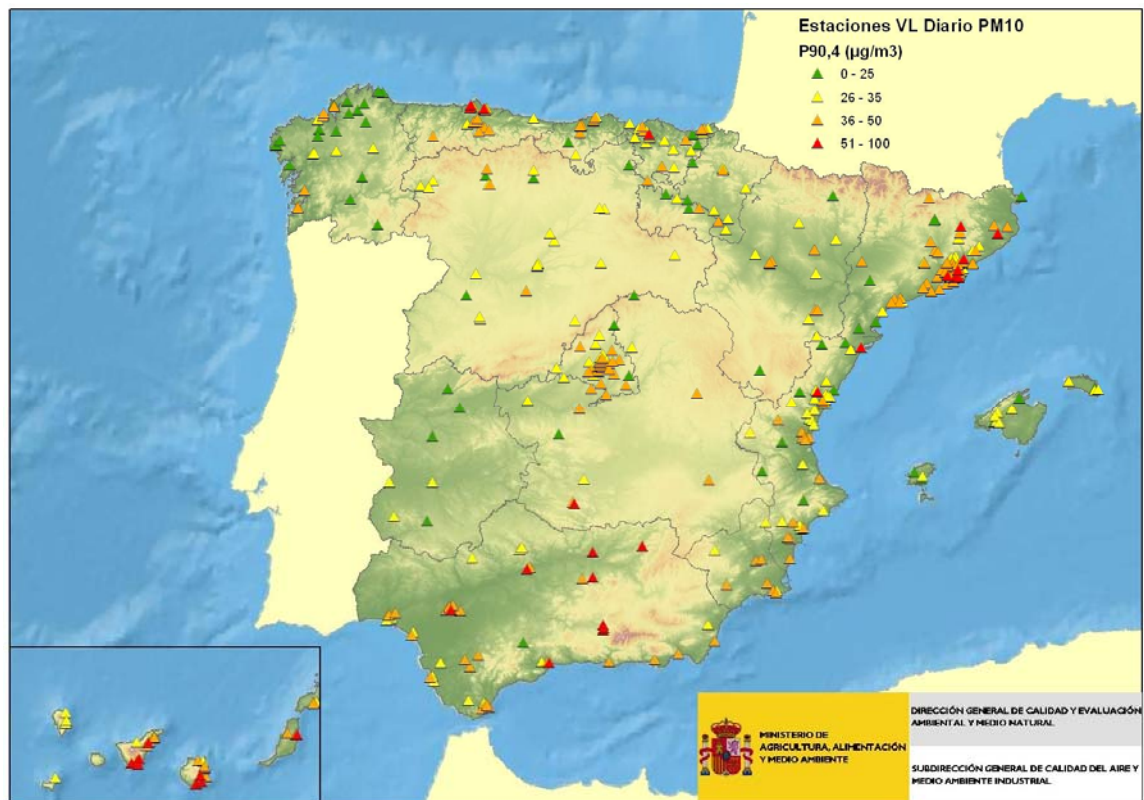 Estaciones VL Diario PM10
P90,4 (µg/m3)
0 - 25
26 - 35
36 - 50
51 - 100
MINISTERIO DE
AGRICULTURA, ALIMENTACIÓN
Y MEDIO AMBIENTE
DIRECCIÓN GENERAL DE CALIDAD Y EVALUACIÓN
AMBIENTAL Y MEDIO NATURAL
SUBDIRECCIÓN GENERAL DE CALIDAD DEL AIRE Y
MEDIO AMBIENTE INDUSTRIAL